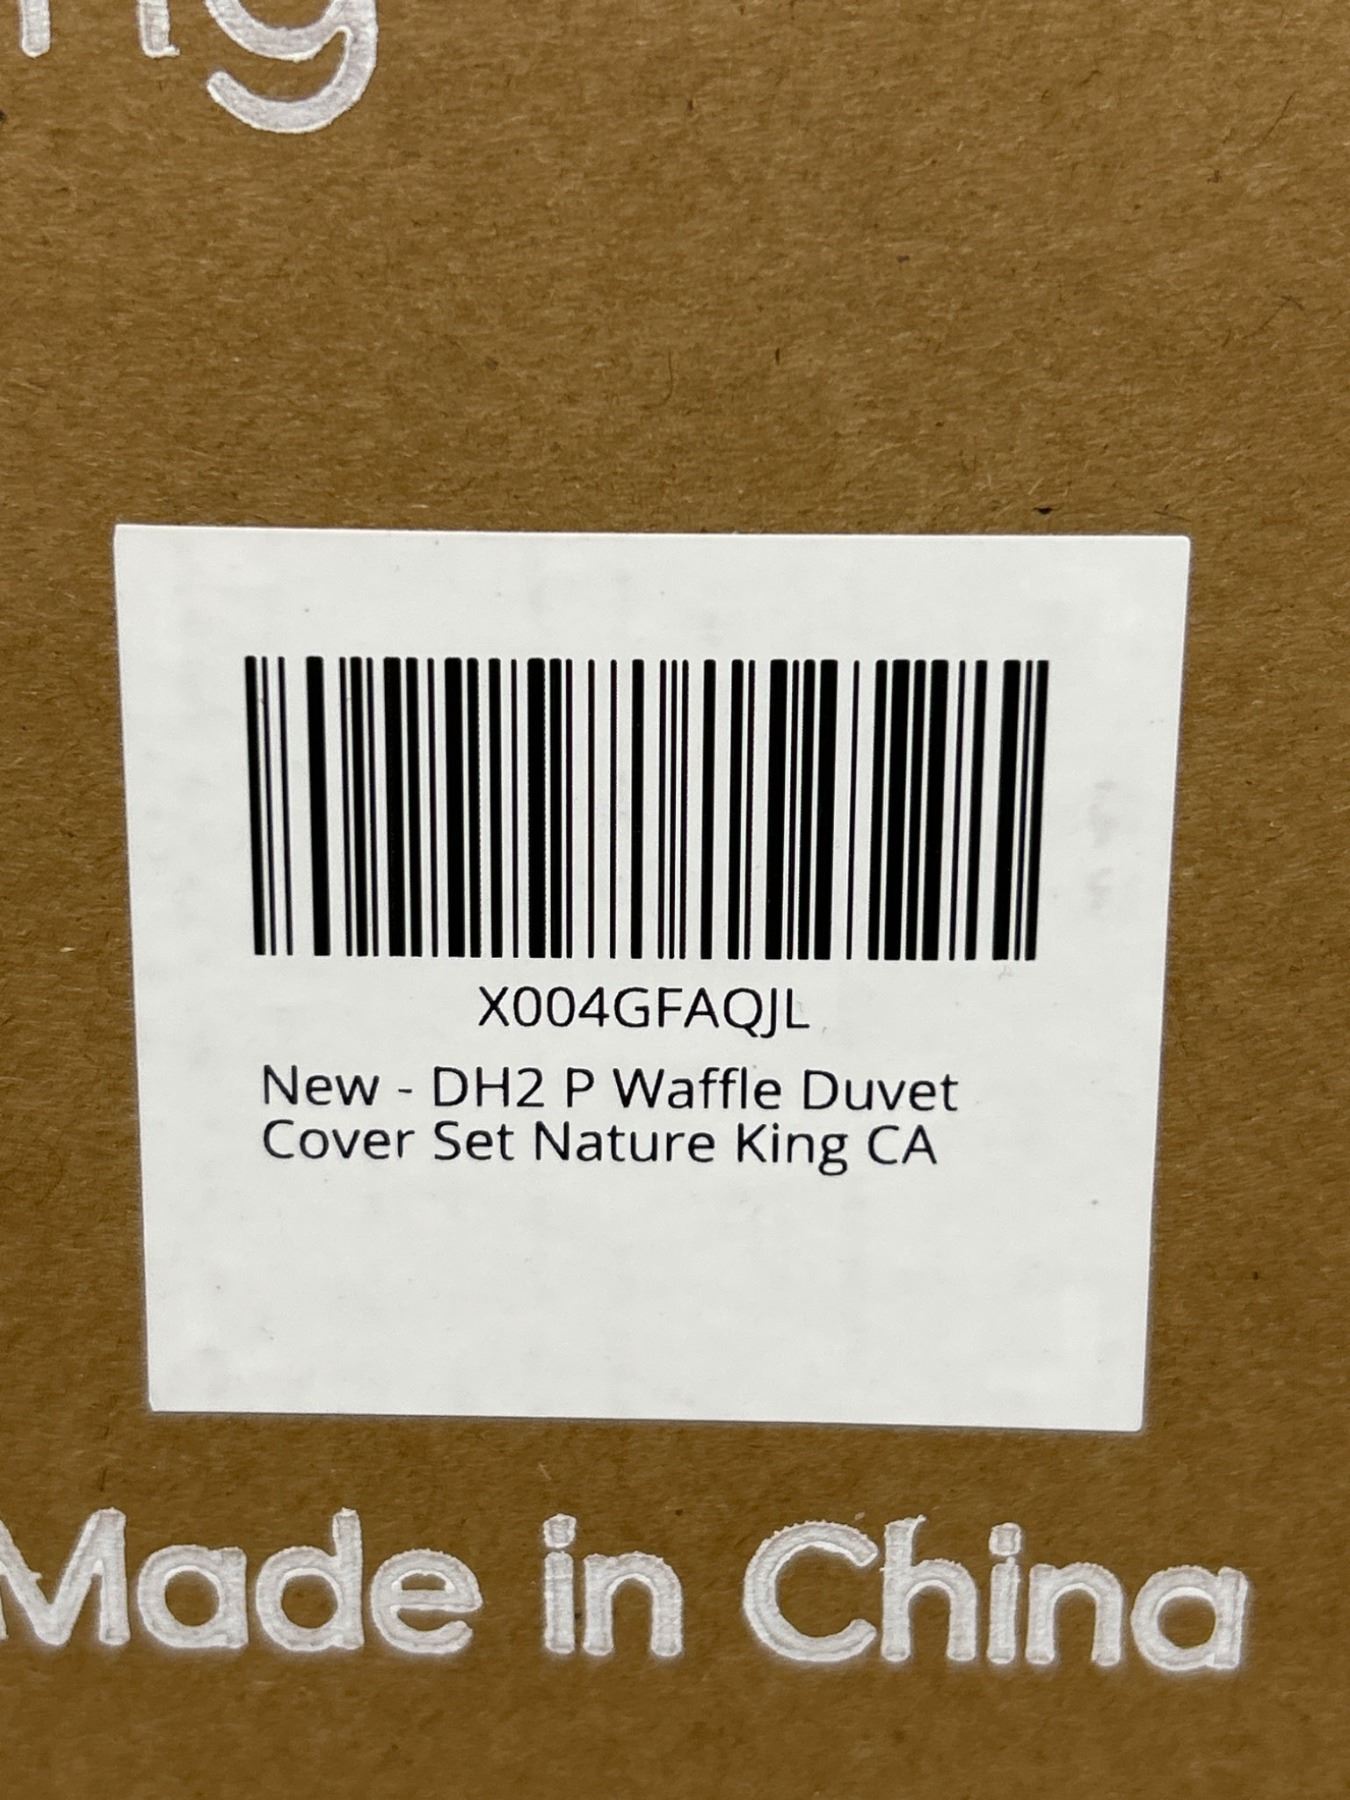 X004GFAQJL
New - DH2 P Waffle Duvet
Cover Set Nature King CA
Made in China